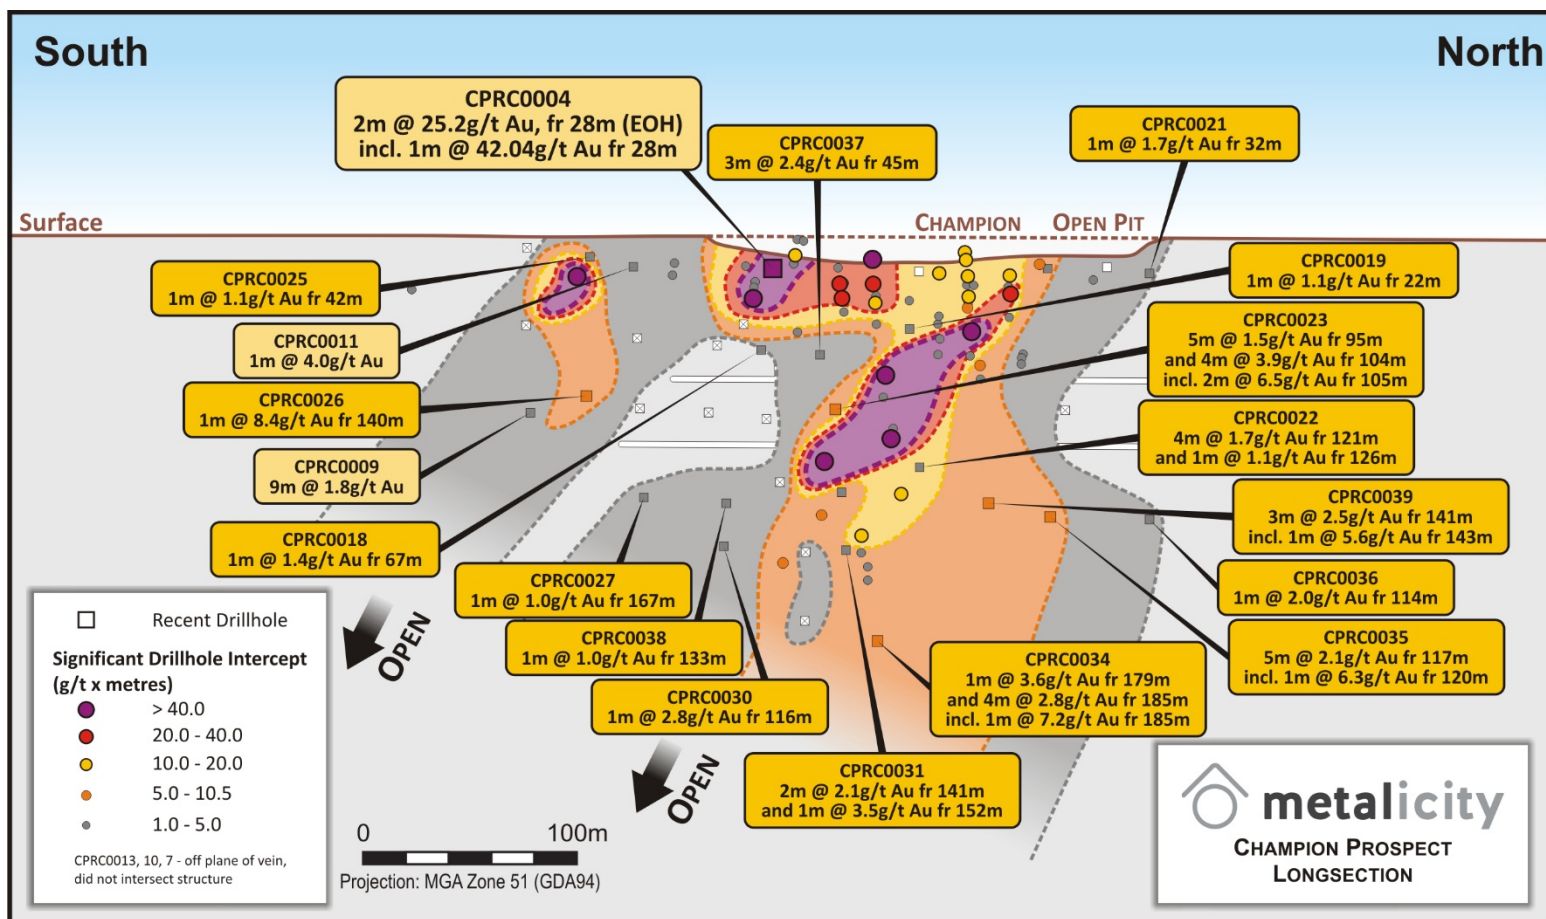 South
North
CPRC0004
2m @ 25.2g/t Au, fr 28m (EOH)
incl. 1m @ 42.04g/t Au fr 28m
CPRC0037
3m @ 2.4g/t Au fr 45m
CPRC0021
1m @ 1.7g/t Au fr 32m
Surface
CHAMPION OPEN PIT
CPRC0025
1m @ 1.1g/t Au fr 42m
CPRC0019
1m @ 1.1g/t Au fr 22m
CPRC0011
1m @ 4.0g/t Au
CPRC0023
5m @ 1.5g/t Au fr 95m
and 4m @ 3.9g/t Au fr 104m
incl. 2m @ 6.5g/t Au fr 105m
CPRC0026
1m @ 8.4g/t Au fr 140m
CPRC0022
4m @ 1.7g/t Au fr 121m
and 1m @ 1.1g/t Au fr 126m
CPRC0009
9m @ 1.8g/t Au
CPRC0039
3m @ 2.5g/t Au fr 141m
incl. 1m @ 5.6g/t Au fr 143m
CPRC0018
1m @ 1.4g/t Au fr 67m
CPRC0027
1m @ 1.0g/t Au fr 167m
CPRC0036
1m @ 2.0g/t Au fr 114m
CPRC0038
1m @ 1.0g/t Au fr 133m
CPRC0035
5m @ 2.1g/t Au fr 117m
incl. 1m @ 6.3g/t Au fr 120m
CPRC0034
1m @ 3.6g/t Au fr 179m
and 4m @ 2.8g/t Au fr 185m
incl. 1m @ 7.2g/t Au fr 185m
CPRC0030
1m @ 2.8g/t Au fr 116m
CPRC0031
2m @ 2.1g/t Au fr 141m
and 1m @ 3.5g/t Au fr 152m
OPEN
OPEN
Recent Drillhole
Significant Drillhole Intercept
(g/t x metres)
> 40.0
20.0 - 40.0
10.0 - 20.0
5.0 - 10.5
1.0 - 5.0
CPRC0013, 10, 7 - off plane of vein,
did not intersect structure
0 100m
Projection: MGA Zone 51 (GDA94)
metalicity
CHAMPION PROSPECT
LONGSECTION